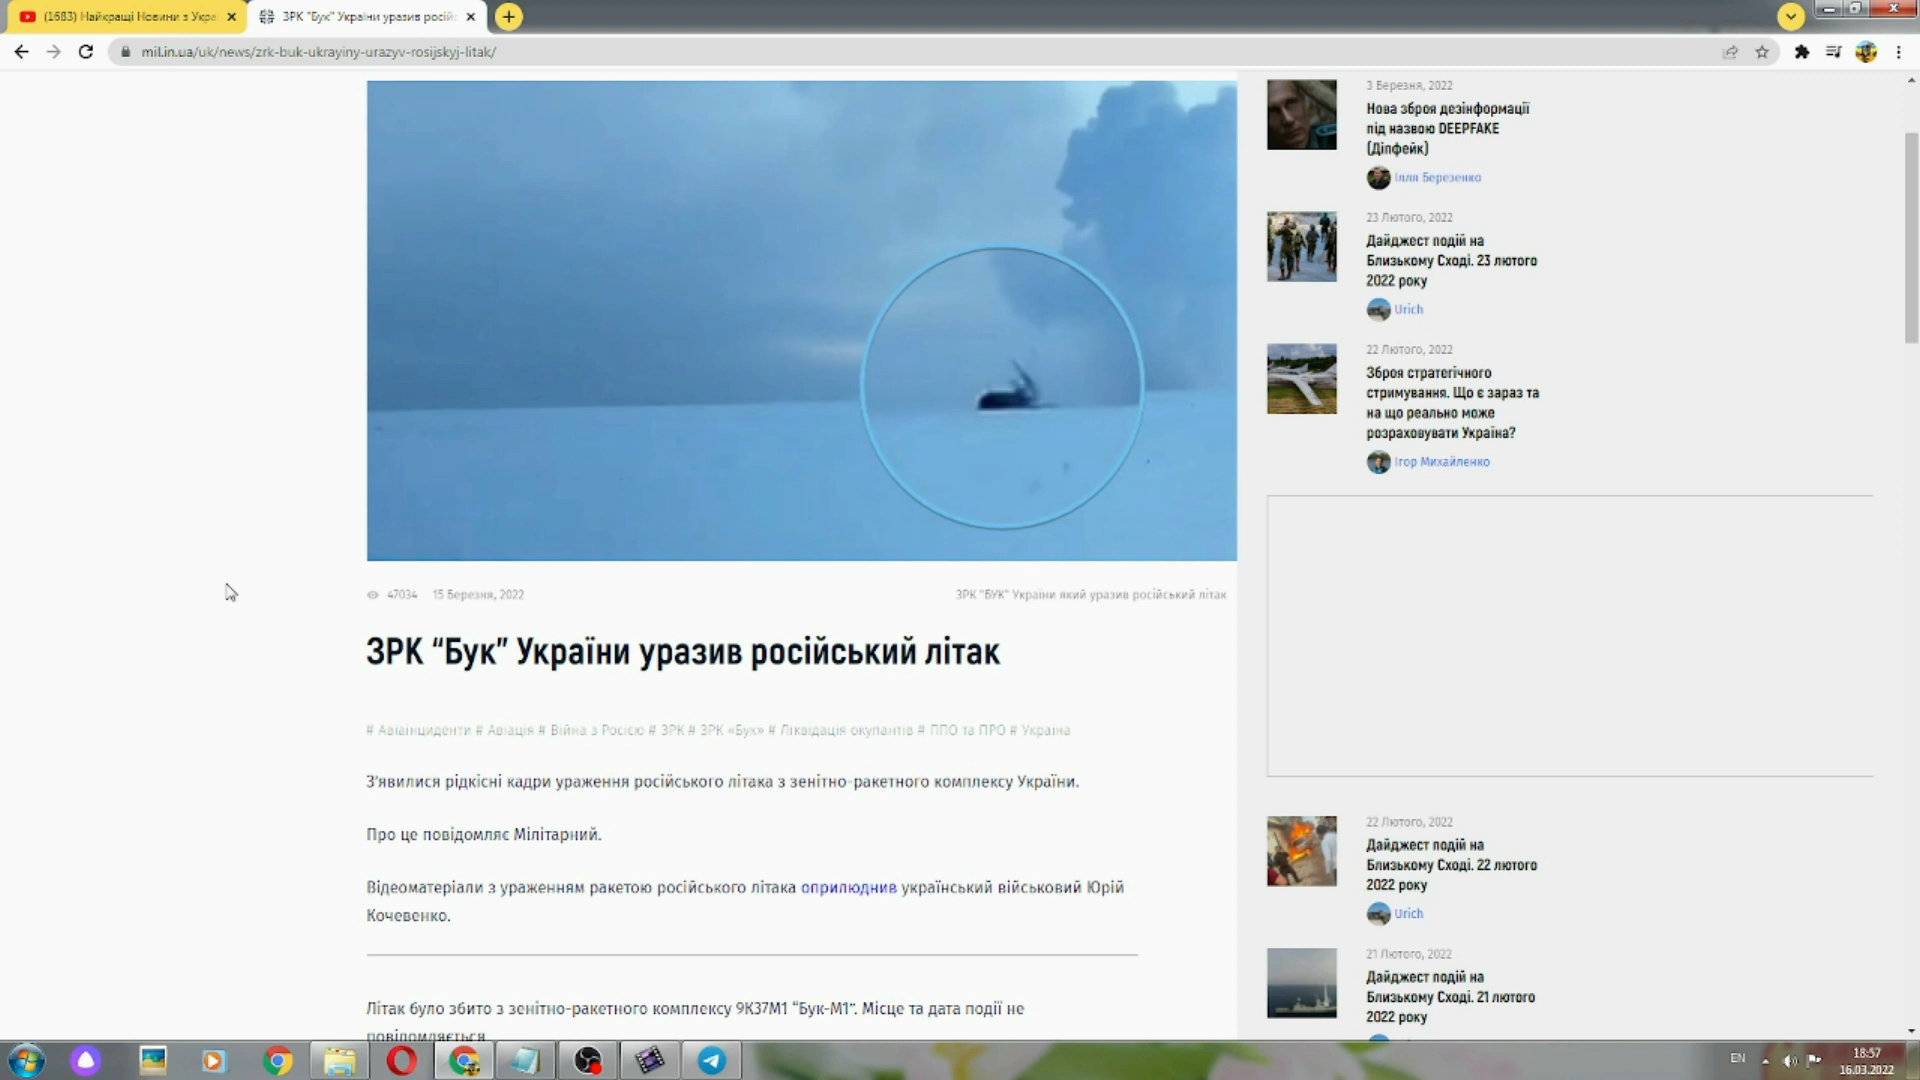 (1683) Найкращі Новини з Укра
ЗРК "Бук" України уразив росій
mil.in.ua/uk/news/zrk-buk-ukrayiny-urazyv-rosijskyj-litak/
47034 15 Березня, 2022
ЗРК "БУК" України який уразив російський літак
ЗРК “Бук” України уразив російський літак
# Авіаінциденти # Авіація # Війна з Росією # ЗРК # ЗРК «Бук» # Ліквідація окупантів # ППО та ПРО # Україна
З’явилися рідкісні кадри ураження російського літака з зенітно-ракетного комплексу України.
Про це повідомляє Мілітарний.
Відеоматеріали з ураженням ракетою російського літака оприлюднив український військовий Юрій
Кочевенко.
Літак було збито з зенітно-ракетного комплексу 9К37М1 “Бук-М1”. Місце та дата події не
повідомляється
3 Березня, 2022
Нова зброя дезінформації
під назвою DEEPFAKE
(Діпфейк)
Ілля Березенко
23 Лютого, 2022
Дайджест подій на
Близькому Сході. 23 лютого
2022 року
Urich
22 Лютого, 2022
Зброя стратегічного
стримування. Що є зараз та
на що реально може
розраховувати Україна?
Ігор Михайленко
22 Лютого, 2022
Дайджест подій на
Близькому Сході. 22 лютого
2022 року
Urich
21 Лютого, 2022
Дайджест подій на
Близькому Сході. 21 лютого
2022 року
EN
18:57
16.03.2022